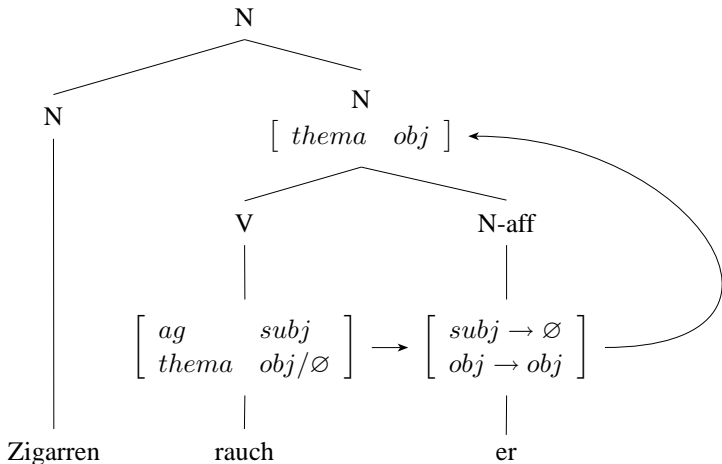 N
N
N
[ thema obj ]
V N-aff
[ ag subj ] [ subj → ∅ ]
[ thema obj/∅ ] [ obj → obj ]
Zigarren rauch er